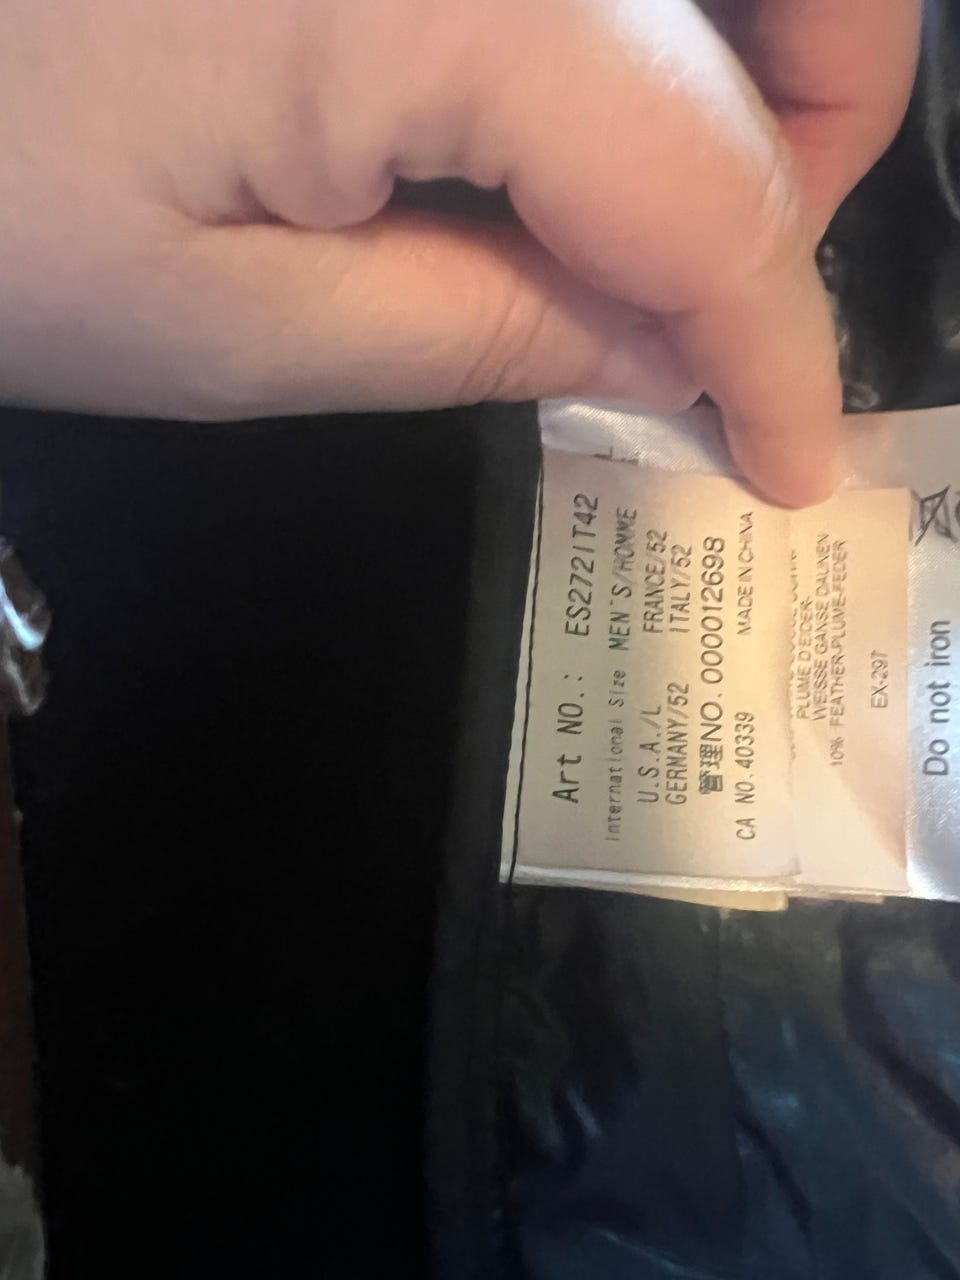 L
Art NO.: ES272IT42
International Size MEN'S/HOMME
U.S.A./L FRANCE/52
GERMANY/52 ITALY/52
管理NO. 000012698
CA NO.40339 MADE IN CHINA
PLUME D'EIDER-
WEISSE GANSE DAUNEN
10% FEATHER-PLUME-FEDER
EX-297
Do not iron